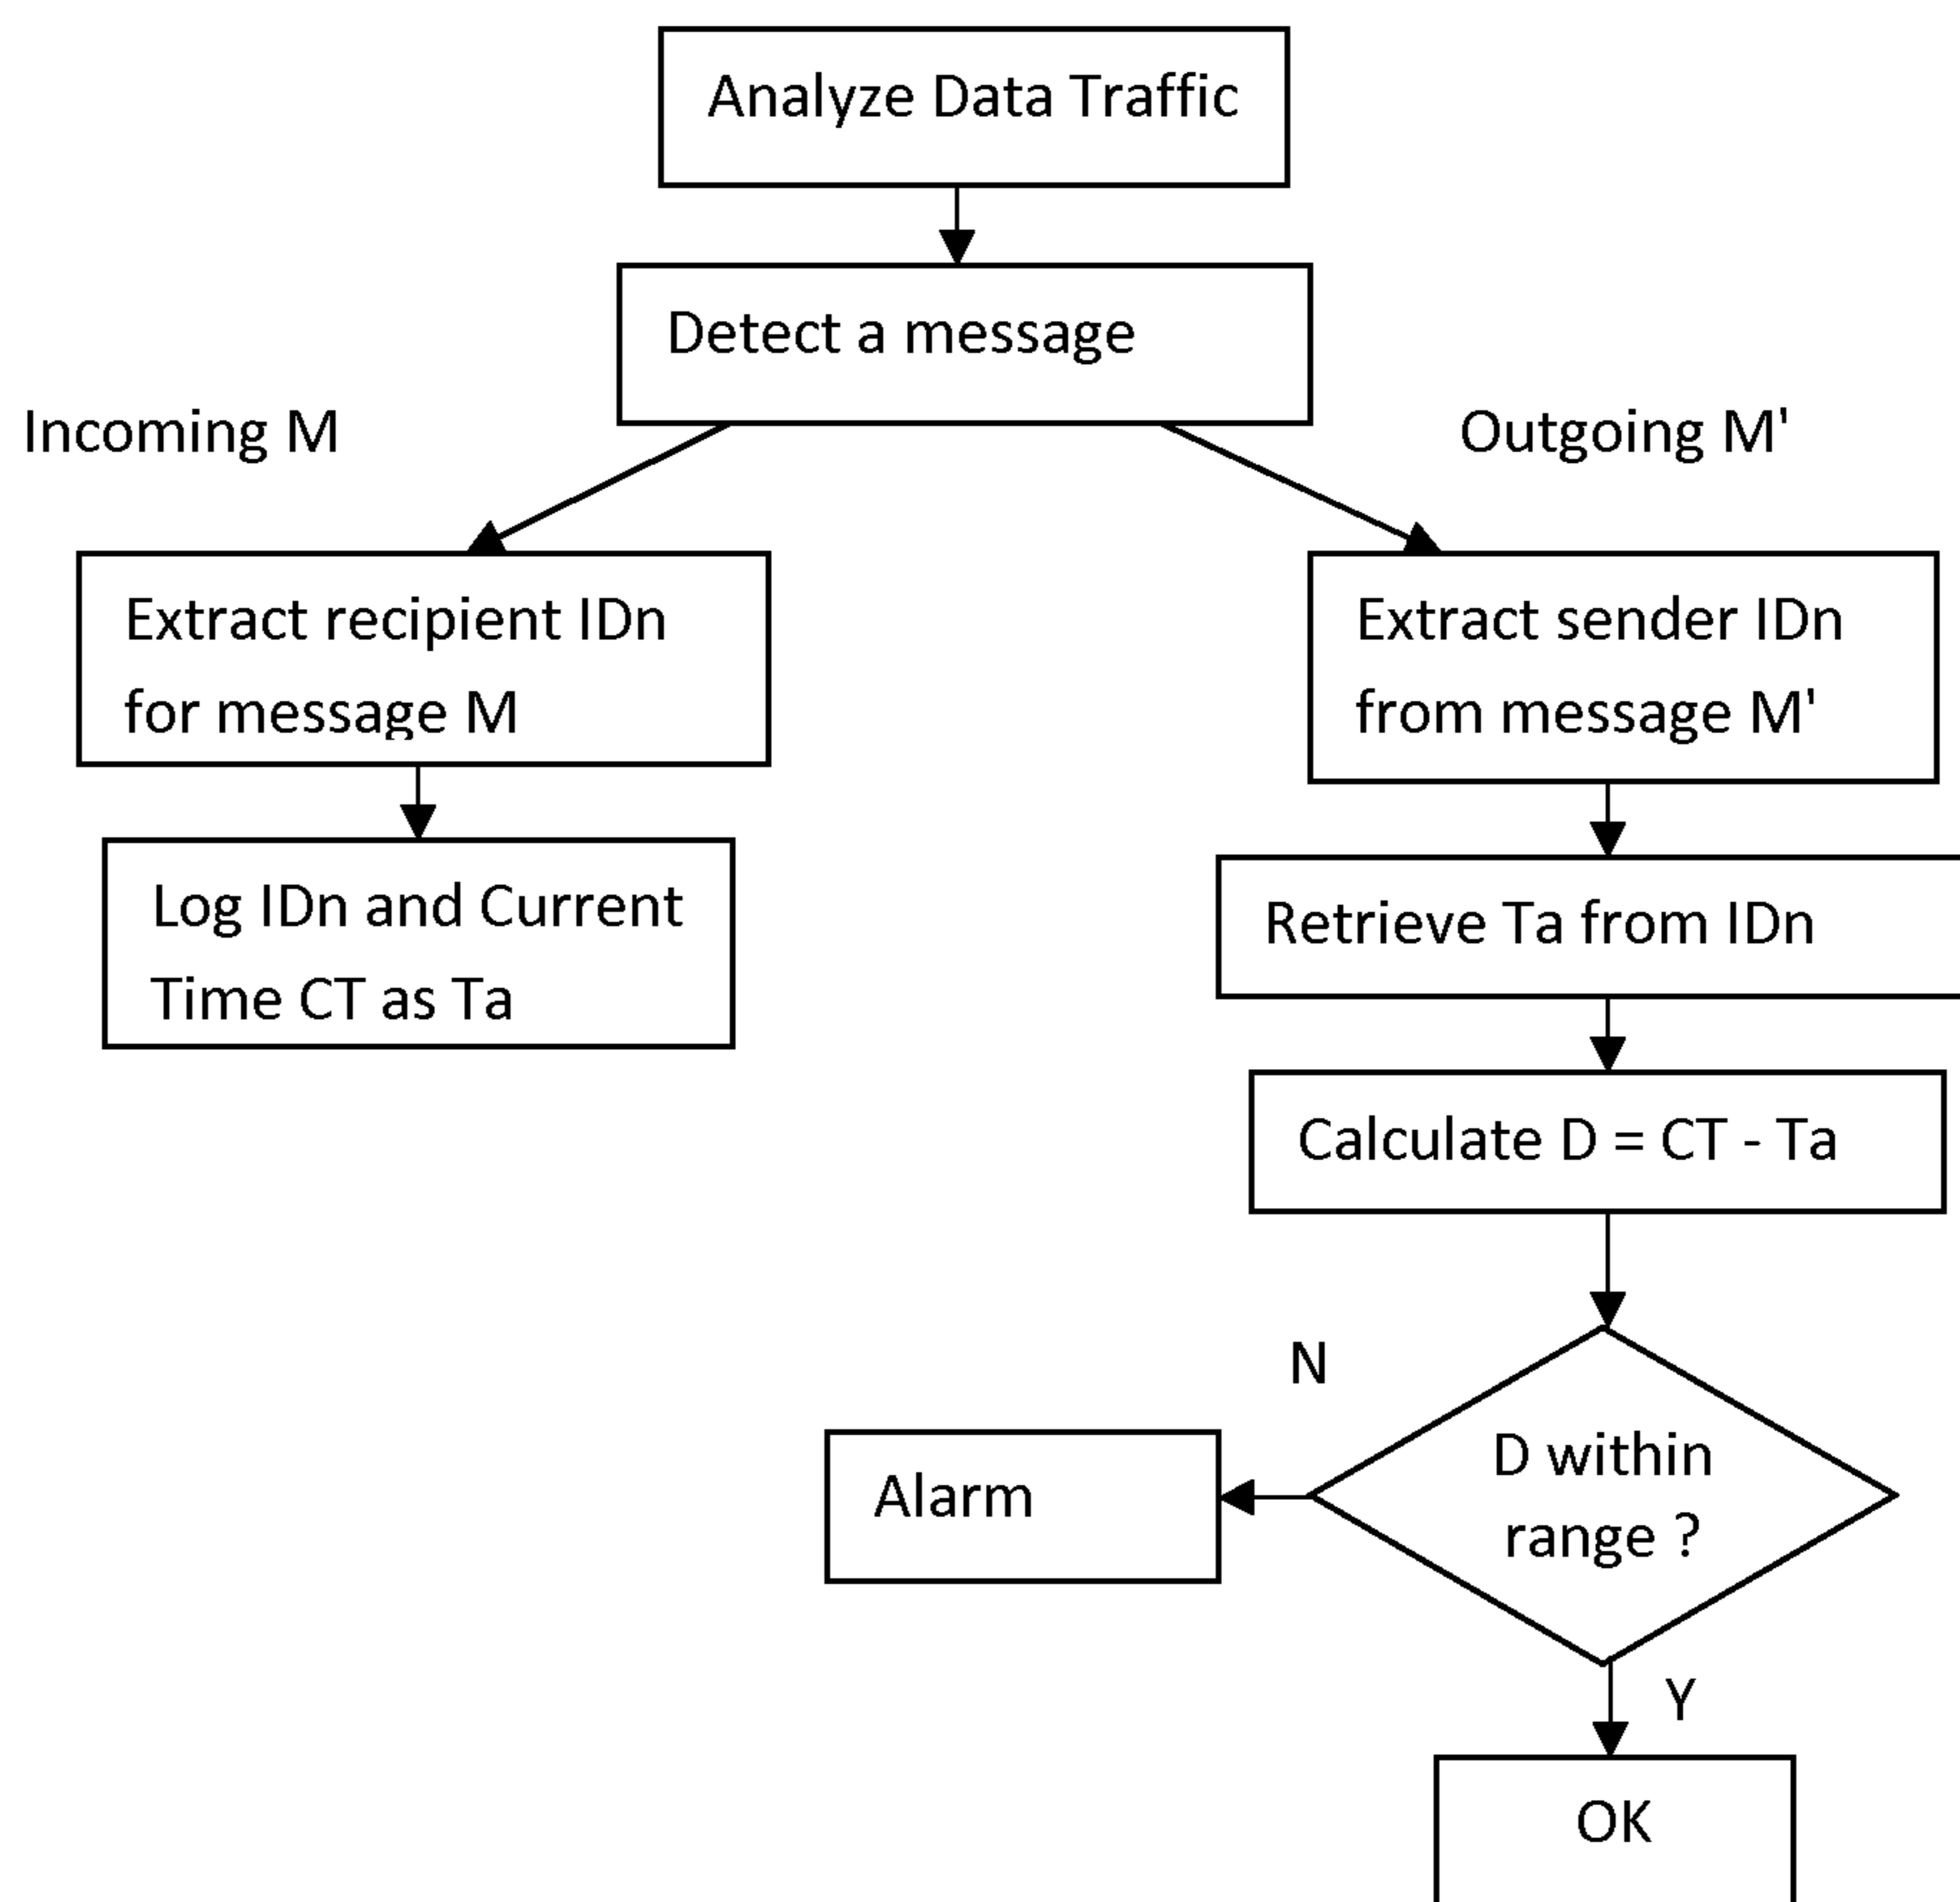 Analyze Data Traffic
Detect a message
Incoming M
Outgoing M'
Extract recipient IDn
for message M
Extract sender IDn
from message M'
Log IDn and Current
Time CT as Ta
Retrieve Ta from IDn
Calculate D = CT - Ta
N
D within
range ?
Alarm
Y
OK